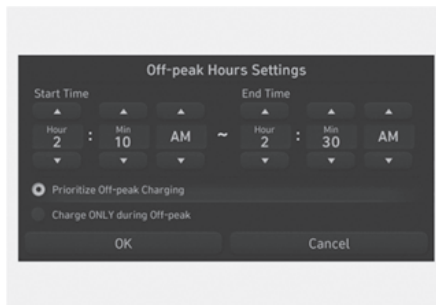 Off-peak Hours Settings
Start Time End Time
Hour Min Hour Min
2 : 10 AM ~ 2 : 30 AM
Prioritize Off-peak Charging
Charge ONLY during Off-peak
OK Cancel